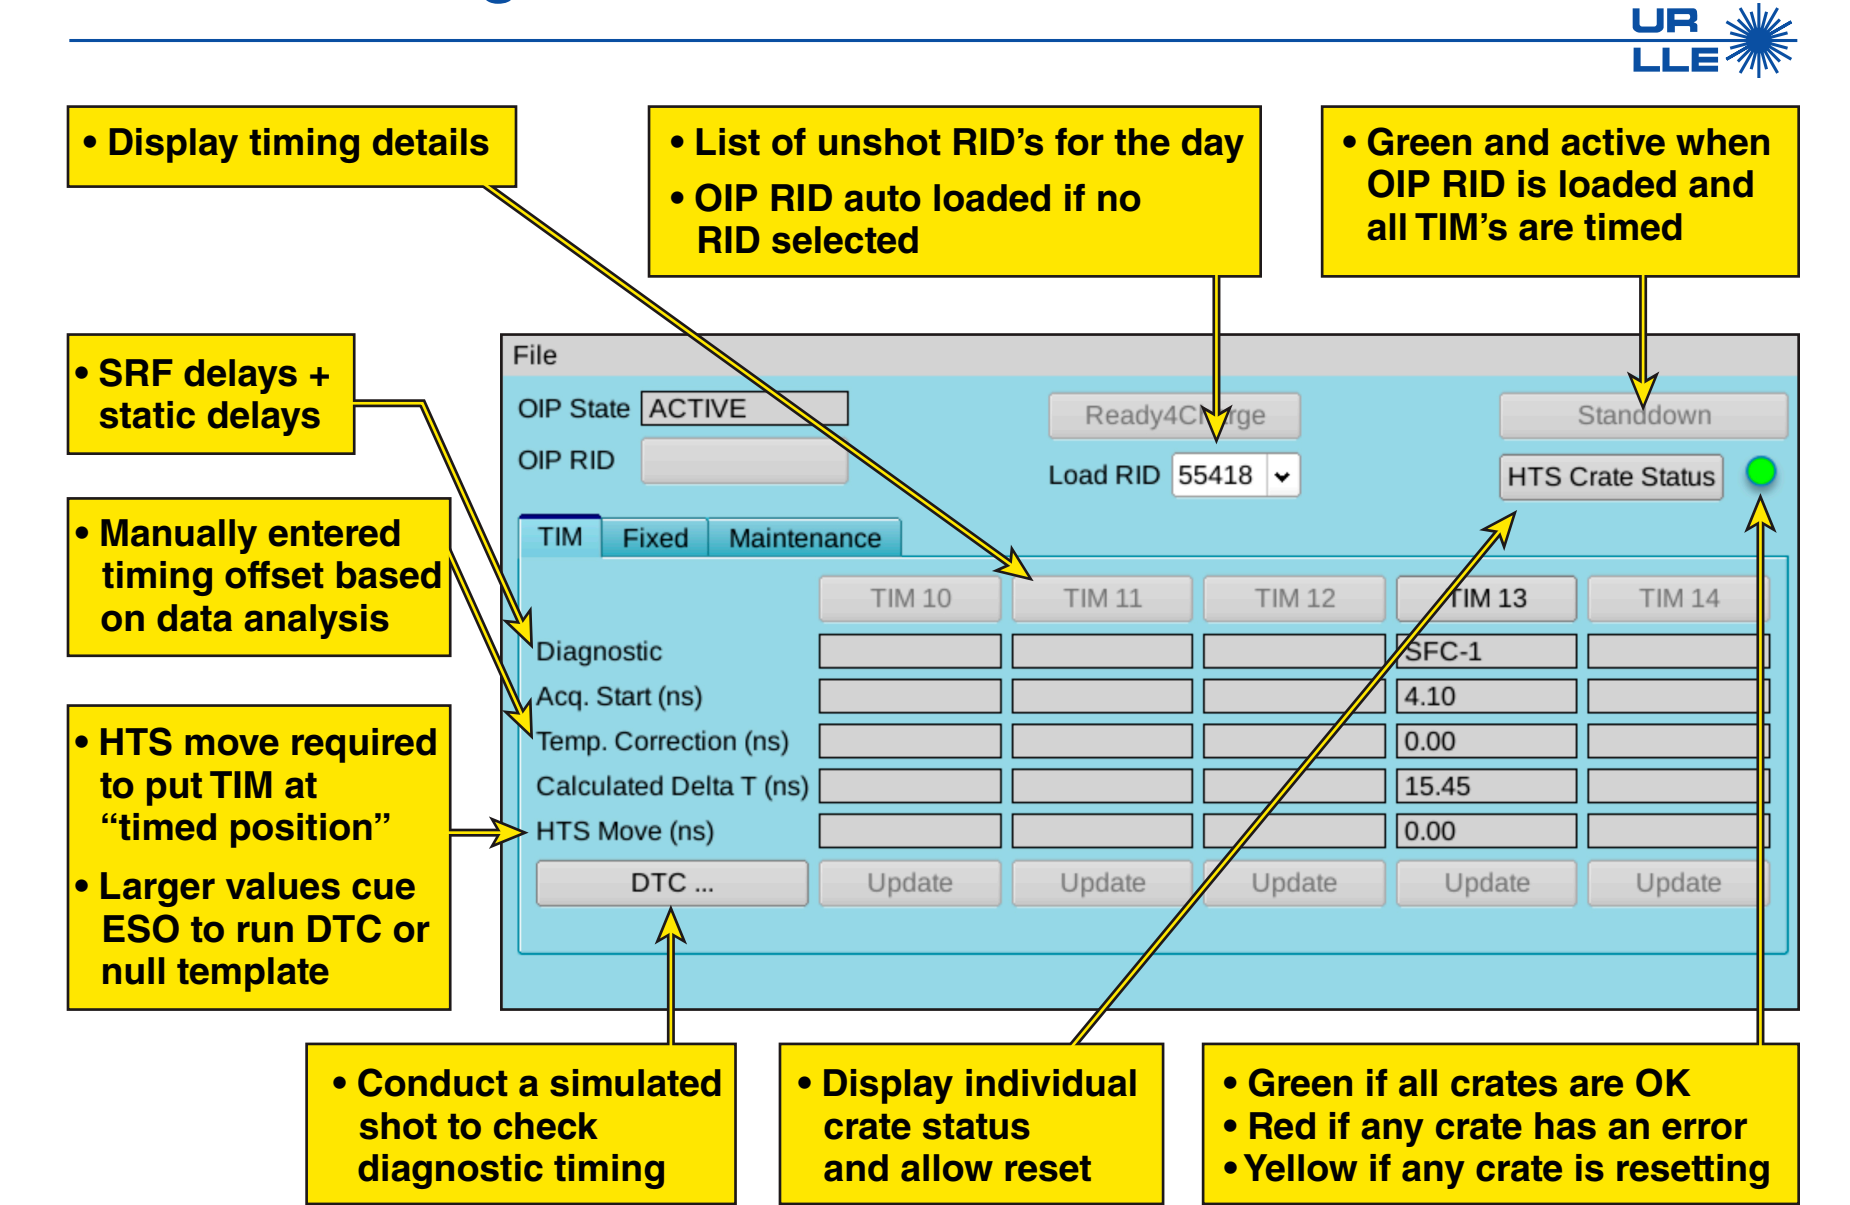 UR
LLE
• Display timing details
• List of unshot RID’s for the day
• OIP RID auto loaded if no
RID selected
• Green and active when
OIP RID is loaded and
all TIM’s are timed
• SRF delays +
static delays
• Manually entered
timing offset based
on data analysis
• HTS move required
to put TIM at
“timed position”
• Larger values cue
ESO to run DTC or
null template
File
OIP State ACTIVE Ready4Charge Standdown
OIP RID Load RID 55418 HTS Crate Status
TIM Fixed Maintenance
TIM 10 TIM 11 TIM 12 TIM 13 TIM 14
Diagnostic SFC-1
Acq. Start (ns) 4.10
Temp. Correction (ns) 0.00
Calculated Delta T (ns) 15.45
HTS Move (ns) 0.00
DTC ... Update Update Update Update Update
• Conduct a simulated
shot to check
diagnostic timing
• Display individual
crate status
and allow reset
• Green if all crates are OK
• Red if any crate has an error
• Yellow if any crate is resetting